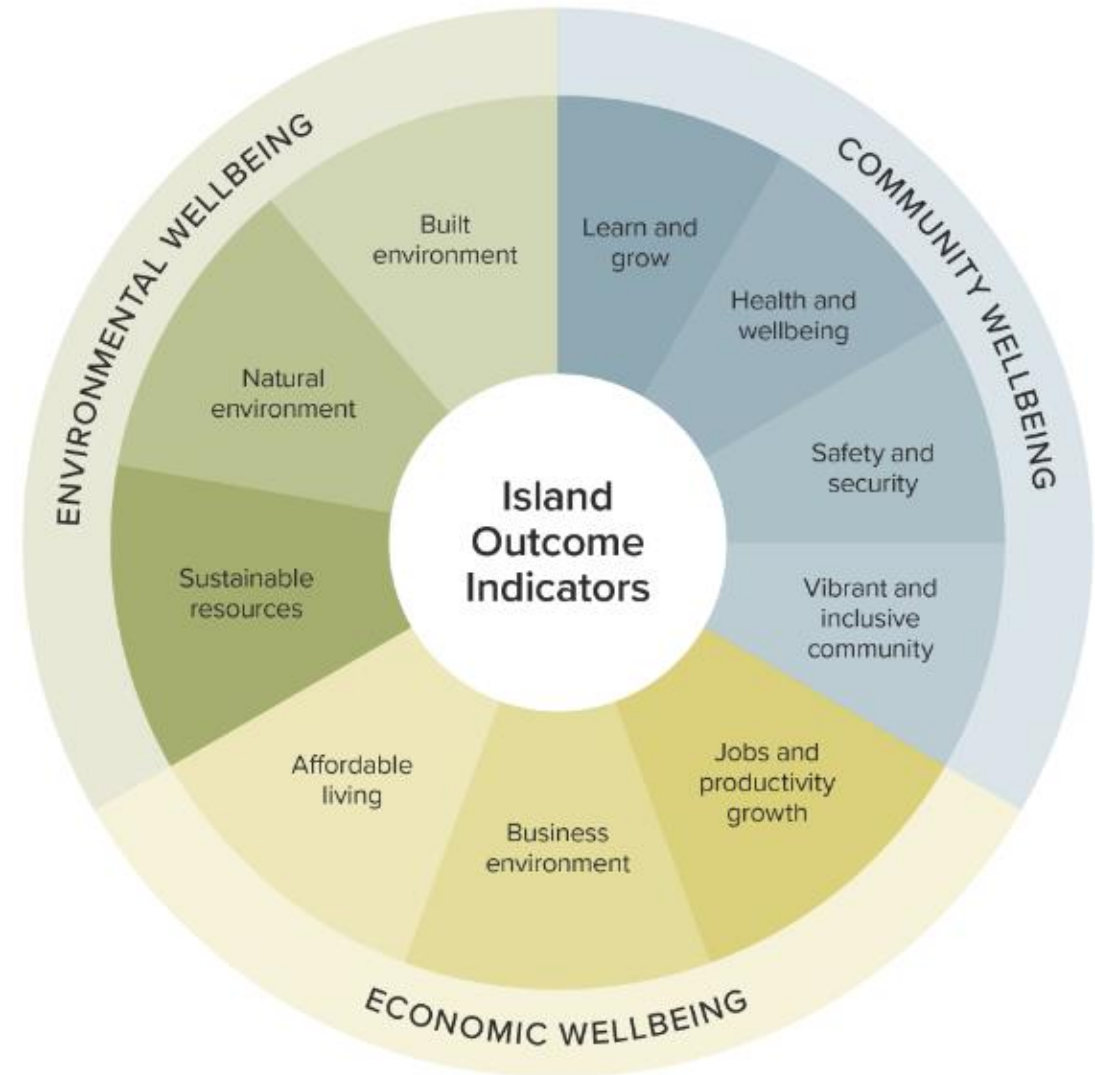 ENVIRONMENTAL WELLBEING
COMMUNITY WELLBEING
Built
environment
Learn and
grow
Health and
wellbeing
Natural
environment
Safety and
security
Island
Outcome
Indicators
Sustainable
resources
Vibrant and
inclusive
community
Affordable
living
Business
environment
Jobs and
productivity
growth
ECONOMIC WELLBEING